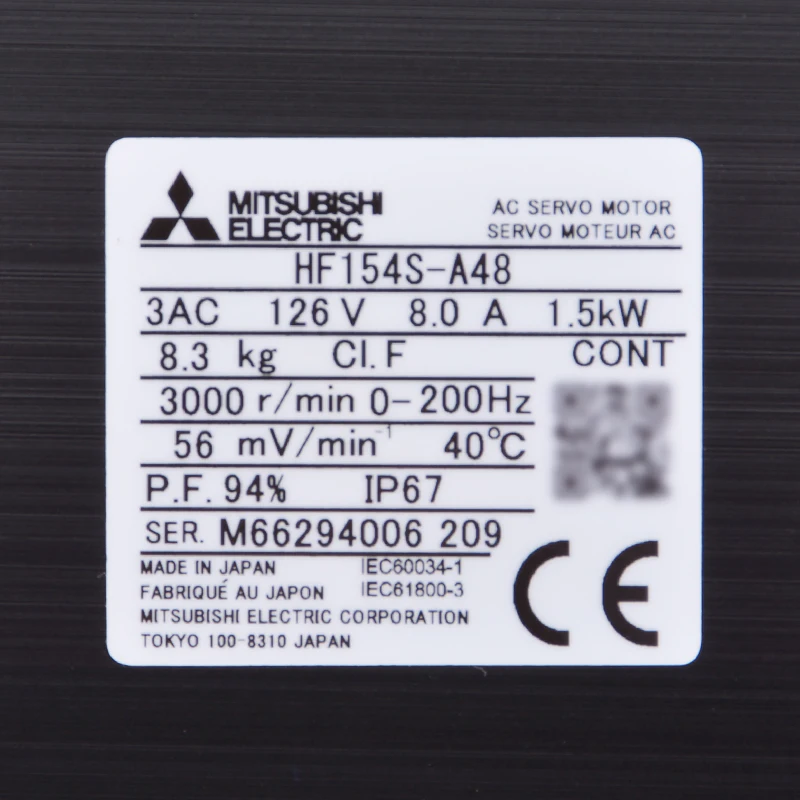 MITSUBISHI
ELECTRIC
AC SERVO MOTOR
SERVO MOTEUR AC
HF154S-A48
3AC 126 V 8.0 A 1.5kW
8.3 kg Cl. F CONT
3000 r/min 0-200Hz
56 mV/min⁻¹ 40℃
P.F. 94% IP67
SER. M66294006 209
MADE IN JAPAN IEC60034-1
FABRIQUÉ AU JAPON IEC61800-3
MITSUBISHI ELECTRIC CORPORATION
TOKYO 100-8310 JAPAN
CE